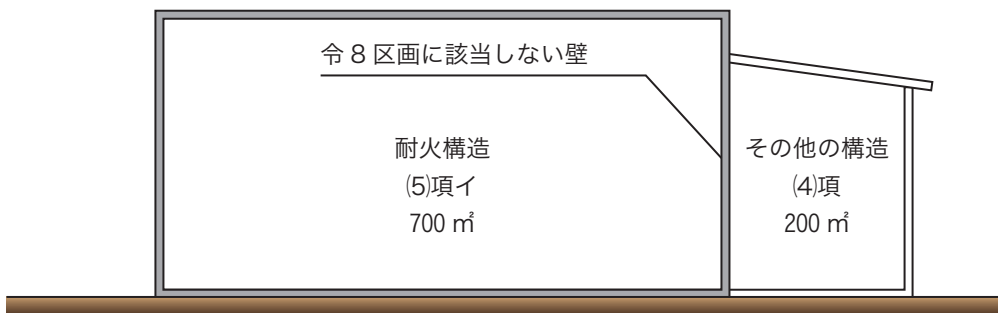 令8区画に該当しない壁
耐火構造
⑸項イ
700 ㎡
その他の構造
⑷項
200 ㎡